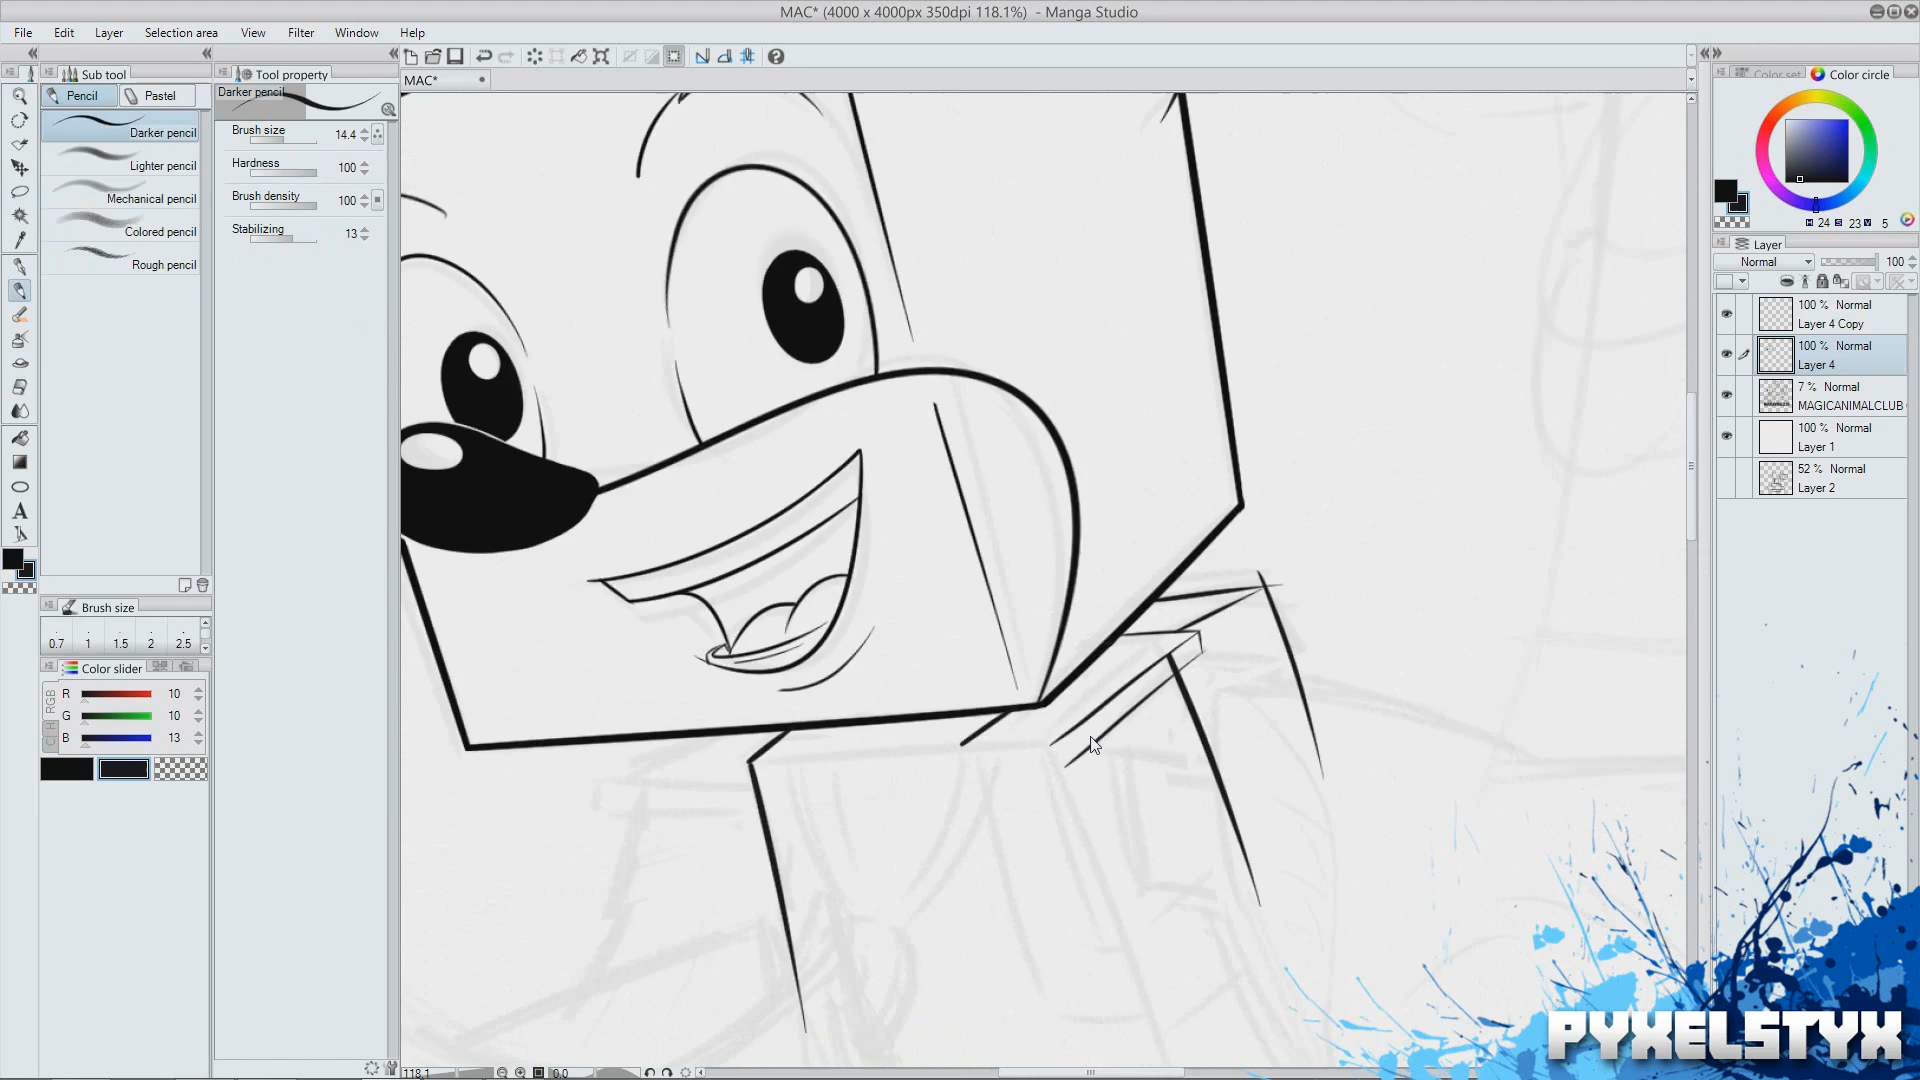 MAC* (4000 x 4000px 350dpi 118.1%) - Manga Studio
File Edit Layer Selection area View Filter Window Help
Sub tool
Tool property
MAC*
Color set
Color circle
Pencil
Pastel
Darker pencil
Darker pencil
Lighter pencil
Mechanical pencil
Colored pencil
Rough pencil
Brush size 14.4
Hardness 100
Brush density 100
Stabilizing 13
H 24 S 23 V 5
Layer
Normal 100
100 % Normal
Layer 4 Copy
100 % Normal
Layer 4
7 % Normal
MAGICANIMALCLUB
100 % Normal
Layer 1
52 % Normal
Layer 2
Brush size
0.7 1 1.5 2 2.5
Color slider
RGB
R 10
G 10
B 13
118.1
0.0
PYXELSTYX